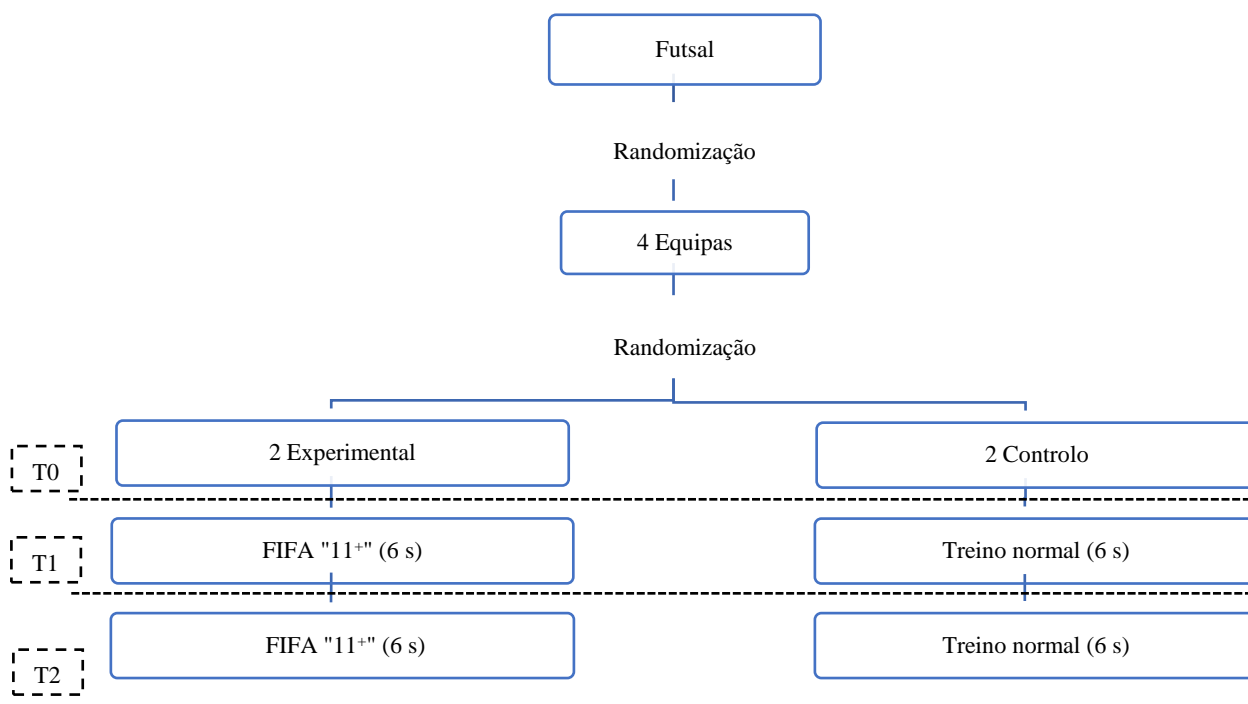 Futsal
Randomização
4 Equipas
Randomização
2 Experimental
2 Controlo
T0
FIFA "11⁺" (6 s)
Treino normal (6 s)
T1
FIFA "11⁺" (6 s)
Treino normal (6 s)
T2